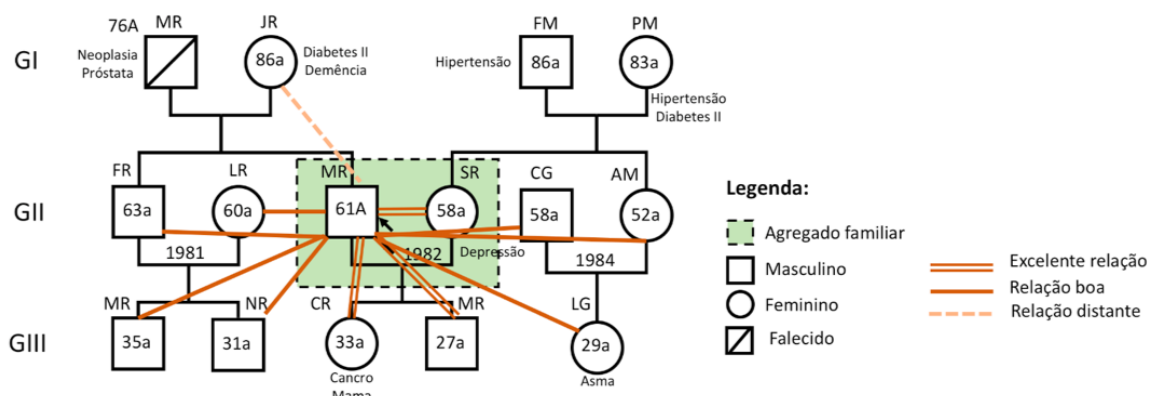 76A MR JR FM PM
GI
Neoplasia
Próstata
86a
Diabetes II
Demência
Hipertensão
86a
83a
Hipertensão
Diabetes II
FR LR MR SR CG AM
GII
63a 60a 61A 58a 58a 52a
1981
1982
Depressão
1984
MR NR CR MR LG
GIII
35a 31a 33a 27a 29a
Cancro
Mama
Asma
Legenda:
Agregado familiar
Masculino
Feminino
Falecido
Excelente relação
Relação boa
Relação distante